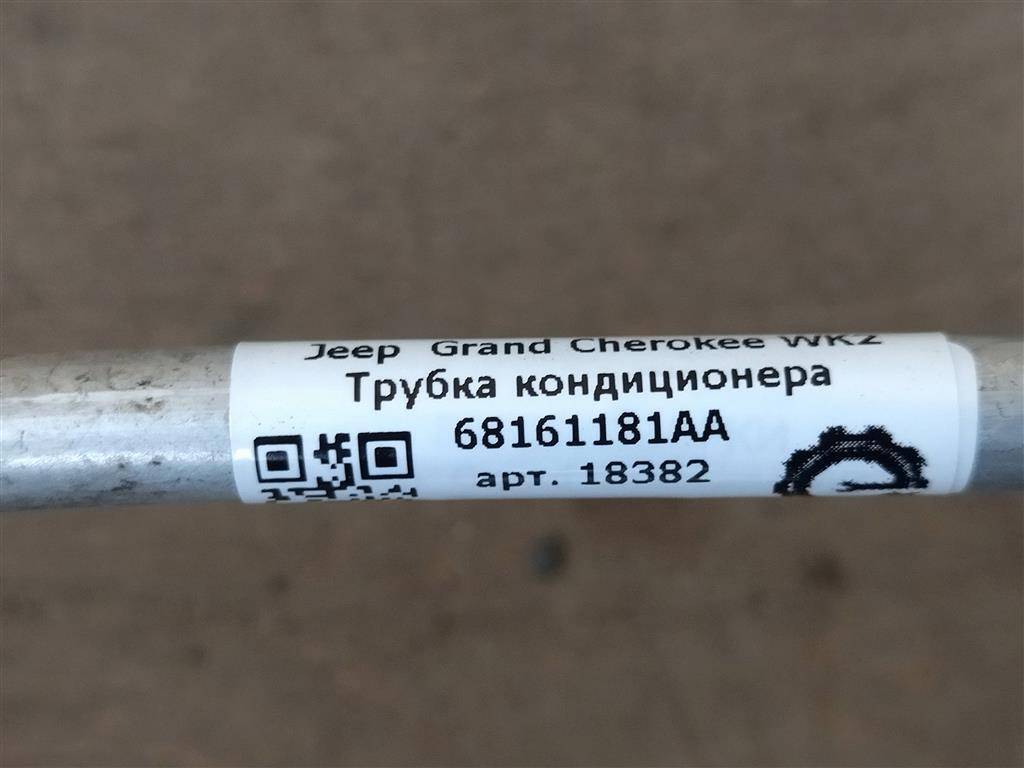 Jeep Grand Cherokee WK2
Трубка кондиционера
68161181AA
арт. 18382